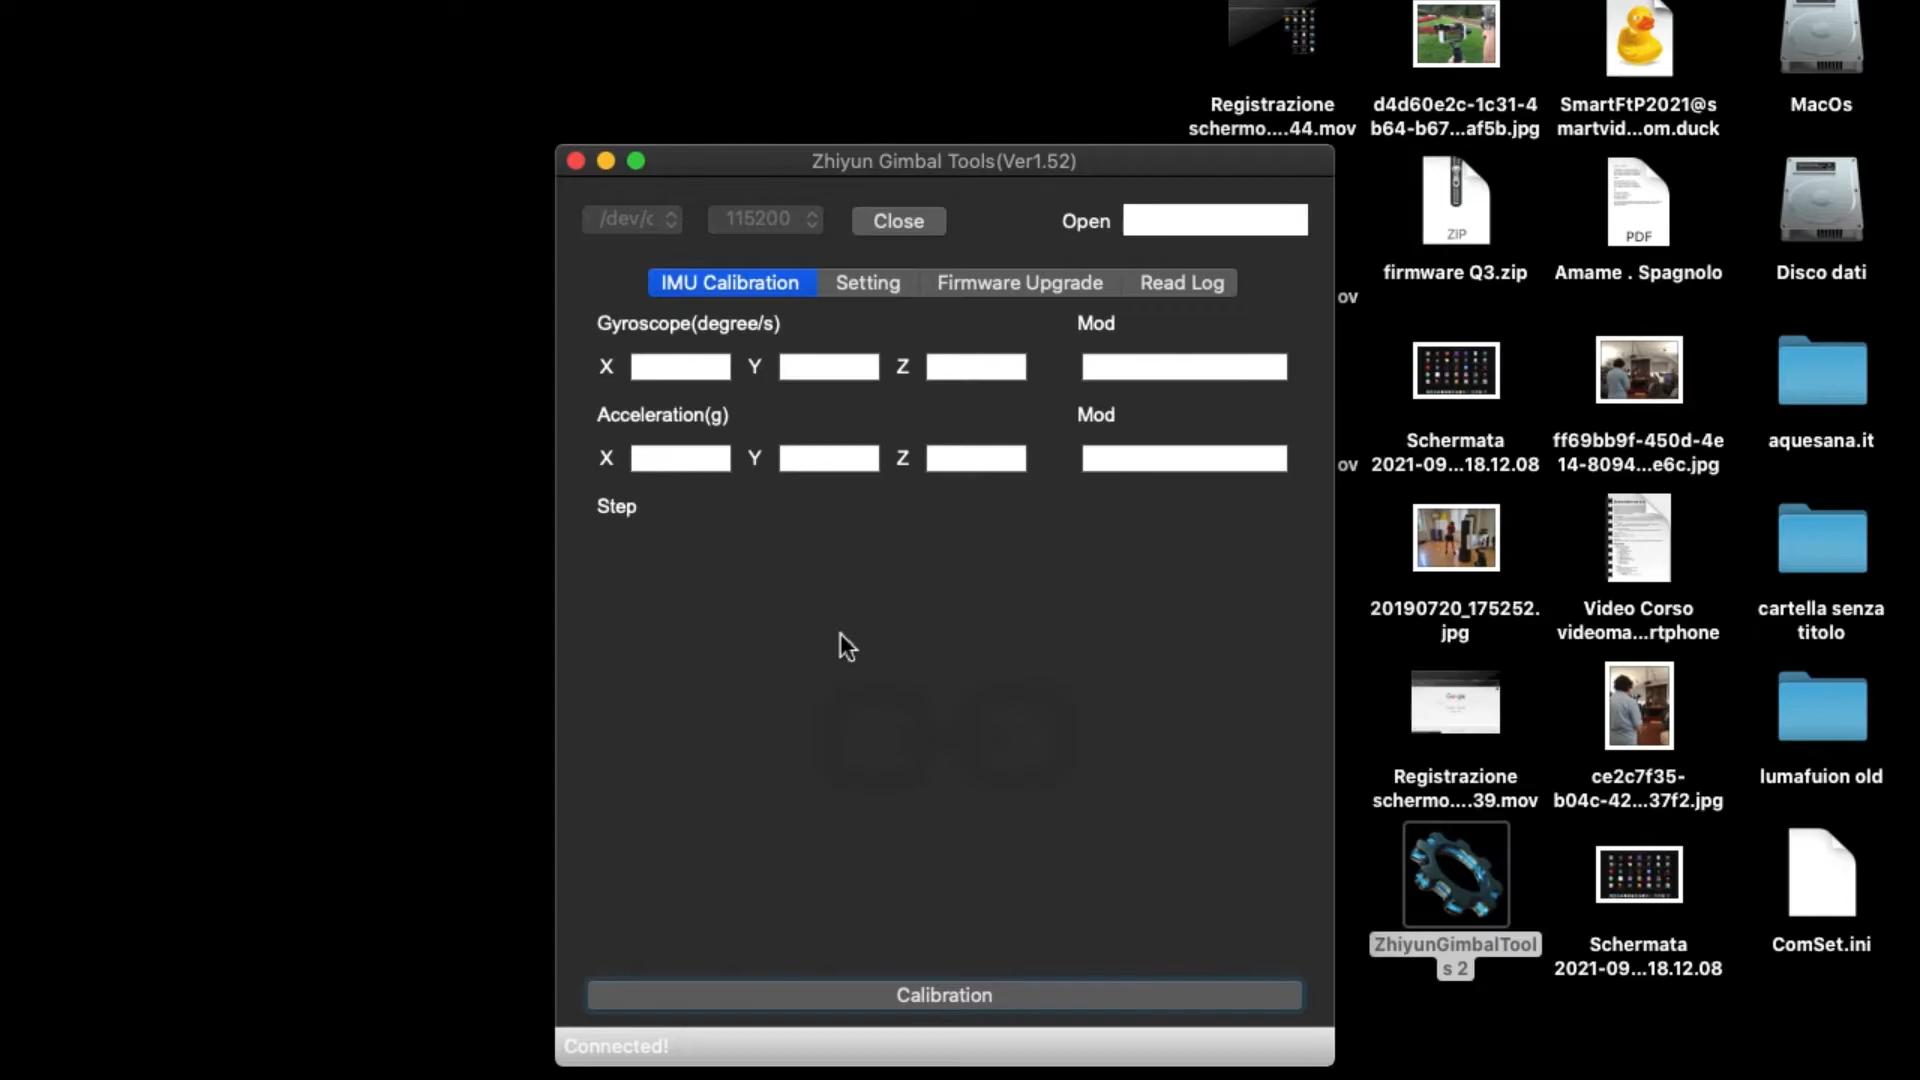 Registrazione
schermo....44.mov
d4d60e2c-1c31-4
b64-b67...af5b.jpg
SmartFtP2021@s
martvid...om.duck
MacOs
Zhiyun Gimbal Tools(Ver1.52)
/dev/c
115200
Close
Open
IMU Calibration
Setting
Firmware Upgrade
Read Log
Gyroscope(degree/s)
Mod
X
Y
Z
Acceleration(g)
Mod
X
Y
Z
Step
Calibration
Connected!
ZIP
firmware Q3.zip
PDF
Amame . Spagnolo
Disco dati
ov
Schermata
2021-09...18.12.08
ff69bb9f-450d-4e
14-8094...e6c.jpg
aquesana.it
ov
20190720_175252.
jpg
Video Corso
videoma...rtphone
cartella senza
titolo
Registrazione
schermo....39.mov
ce2c7f35-
b04c-42...37f2.jpg
lumafuion old
ZhiyunGimbalTool
s 2
Schermata
2021-09...18.12.08
ComSet.ini